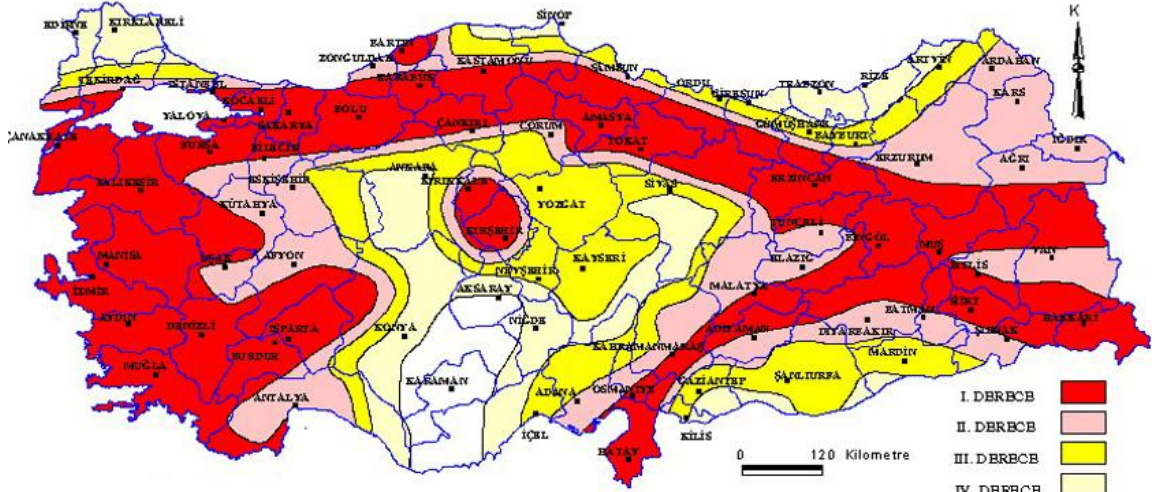 SİNOP
K
EDİRNE
KIRKLARELİ
BARTIN
ZONGULDAK
KASTAMONU
ARTVİN
ARDAHAN
TEKİRDAĞ
İSTANBUL
KARABUK
SAMSUN
ORDU
GİRESUN
TRABZON
RİZE
KARS
KOCAELİ
YALOVA
SAKARYA
BOLU
ÇANKIRI
ÇORUM
AMASYA
TOKAT
GÜMÜŞHANE
BAYBURT
ÇANAKKALE
BURSA
BİLECİK
ERZURUM
AĞRI
IĞDIR
BALIKESİR
ESKİŞEHİR
ANKARA
KIRIKKALE
YOZGAT
SİVAS
ERZİNCAN
KÜTAHYA
KIRŞEHİR
TUNCELİ
BİNGÖL
MUŞ
VAN
MANİSA
UŞAK
AFYON
NEVŞEHİR
KAYSERİ
ELAZIĞ
BİTLİS
İZMİR
AKSARAY
MALATYA
SİİRT
AYDIN
DENİZLİ
ISPARTA
KONYA
NİĞDE
ADIYAMAN
DİYARBAKIR
BATMAN
ŞIRNAK
HAKKARİ
BURDUR
KAHRAMANMARAŞ
MARDİN
MUĞLA
KARAMAN
ADANA
OSMANİYE
GAZİANTEP
ŞANLIURFA
ANTALYA
İÇEL
KİLİS
HATAY
0 120 Kilometre
I. DERECE
II. DERECE
III. DERECE
IV. DERECE